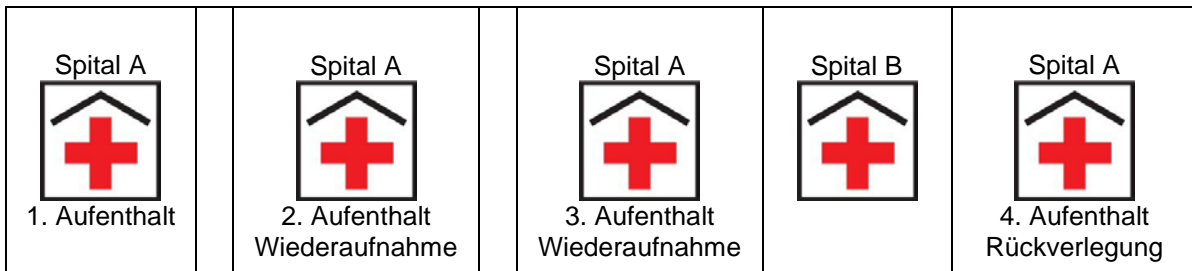 Spital A
1. Aufenthalt
Spital A
2. Aufenthalt
Wiederaufnahme
Spital A
3. Aufenthalt
Wiederaufnahme
Spital B
Spital A
4. Aufenthalt
Rückverlegung